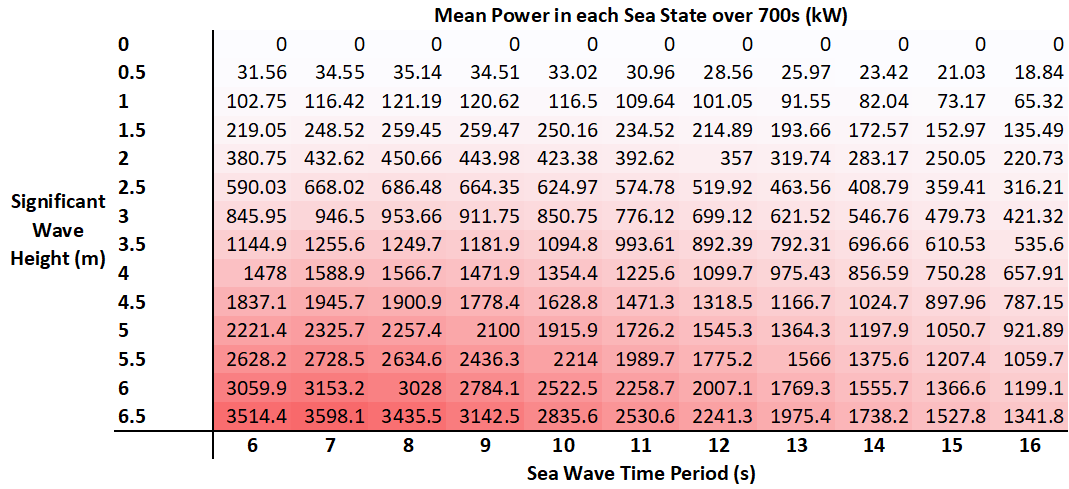 Mean Power in each Sea State over 700s (kW)
0 0 0 0 0 0 0 0 0 0 0 0
0.5 31.56 34.55 35.14 34.51 33.02 30.96 28.56 25.97 23.42 21.03 18.84
1 102.75 116.42 121.19 120.62 116.5 109.64 101.05 91.55 82.04 73.17 65.32
1.5 219.05 248.52 259.45 259.47 250.16 234.52 214.89 193.66 172.57 152.97 135.49
2 380.75 432.62 450.66 443.98 423.38 392.62 357 319.74 283.17 250.05 220.73
2.5 590.03 668.02 686.48 664.35 624.97 574.78 519.92 463.56 408.79 359.41 316.21
Significant
Wave
Height (m)
3 845.95 946.5 953.66 911.75 850.75 776.12 699.12 621.52 546.76 479.73 421.32
3.5 1144.9 1255.6 1249.7 1181.9 1094.8 993.61 892.39 792.31 696.66 610.53 535.6
4 1478 1588.9 1566.7 1471.9 1354.4 1225.6 1099.7 975.43 856.59 750.28 657.91
4.5 1837.1 1945.7 1900.9 1778.4 1628.8 1471.3 1318.5 1166.7 1024.7 897.96 787.15
5 2221.4 2325.7 2257.4 2100 1915.9 1726.2 1545.3 1364.3 1197.9 1050.7 921.89
5.5 2628.2 2728.5 2634.6 2436.3 2214 1989.7 1775.2 1566 1375.6 1207.4 1059.7
6 3059.9 3153.2 3028 2784.1 2522.5 2258.7 2007.1 1769.3 1555.7 1366.6 1199.1
6.5 3514.4 3598.1 3435.5 3142.5 2835.6 2530.6 2241.3 1975.4 1738.2 1527.8 1341.8
6 7 8 9 10 11 12 13 14 15 16
Sea Wave Time Period (s)